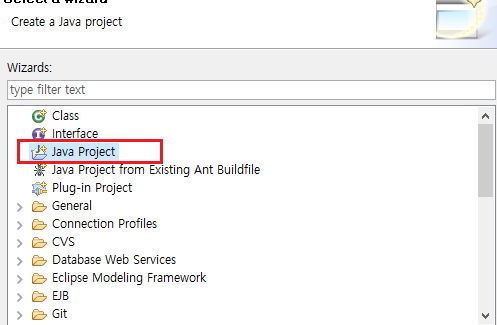 Select a wizard
Create a Java project
Wizards:
type filter text
Class
Interface
Java Project
Java Project from Existing Ant Buildfile
Plug-in Project
General
Connection Profiles
CVS
Database Web Services
Eclipse Modeling Framework
EJB
Git